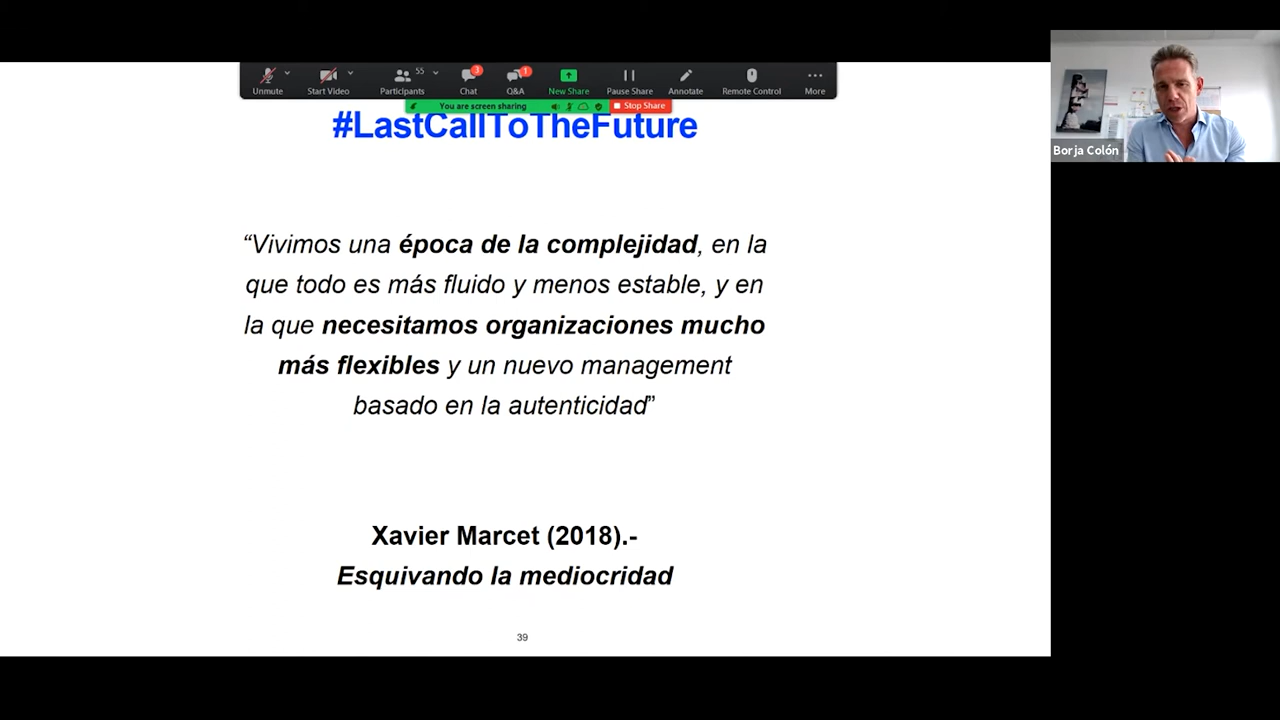 55
3
1
Unmute
Start Video
Participants
Chat
Q&A
New Share
Pause Share
Annotate
Remote Control
More
You are screen sharing
Stop Share
#LastCallToTheFuture
Borja Colón
“Vivimos una época de la complejidad, en la
que todo es más fluido y menos estable, y en
la que necesitamos organizaciones mucho
más flexibles y un nuevo management
basado en la autenticidad”
Xavier Marcet (2018).-
Esquivando la mediocridad
39